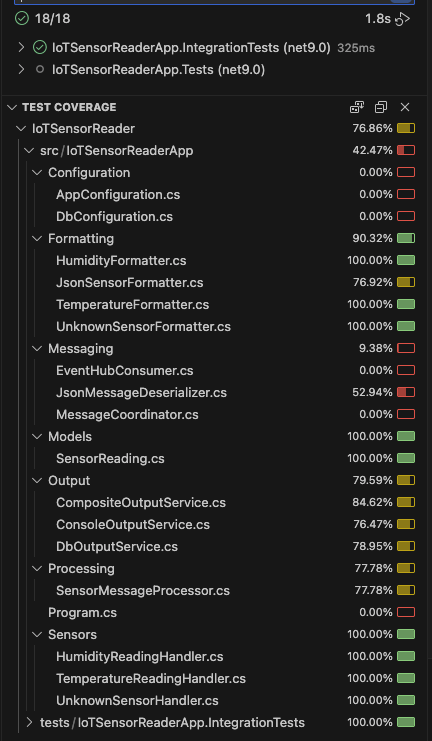 18/18 1.8s
IoTSensorReaderApp.IntegrationTests (net9.0) 325ms
IoTSensorReaderApp.Tests (net9.0)
TEST COVERAGE
IoTSensorReader 76.86%
src/IoTSensorReaderApp 42.47%
Configuration 0.00%
AppConfiguration.cs 0.00%
DbConfiguration.cs 0.00%
Formatting 90.32%
HumidityFormatter.cs 100.00%
JsonSensorFormatter.cs 76.92%
TemperatureFormatter.cs 100.00%
UnknownSensorFormatter.cs 100.00%
Messaging 9.38%
EventHubConsumer.cs 0.00%
JsonMessageDeserializer.cs 52.94%
MessageCoordinator.cs 0.00%
Models 100.00%
SensorReading.cs 100.00%
Output 79.59%
CompositeOutputService.cs 84.62%
ConsoleOutputService.cs 76.47%
DbOutputService.cs 78.95%
Processing 77.78%
SensorMessageProcessor.cs 77.78%
Program.cs 0.00%
Sensors 100.00%
HumidityReadingHandler.cs 100.00%
TemperatureReadingHandler.cs 100.00%
UnknownSensorHandler.cs 100.00%
tests/IoTSensorReaderApp.IntegrationTests 100.00%